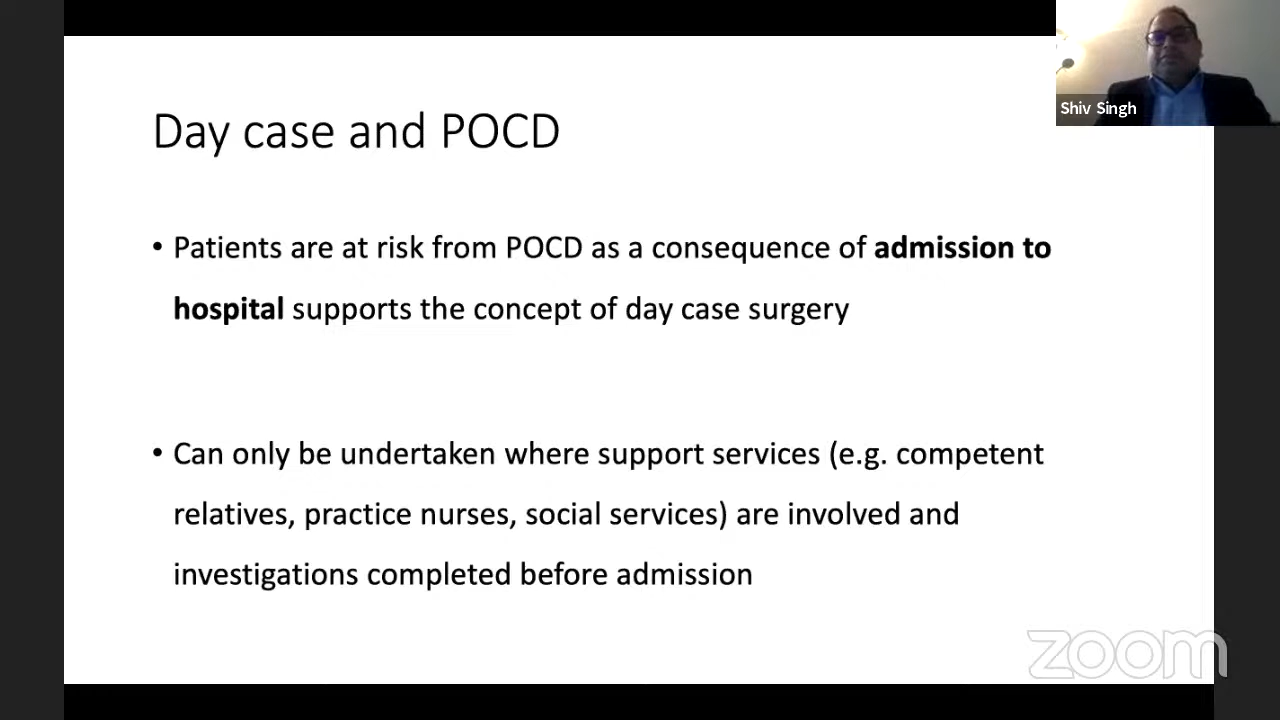 Shiv Singh
Day case and POCD
• Patients are at risk from POCD as a consequence of admission to
hospital supports the concept of day case surgery
• Can only be undertaken where support services (e.g. competent
relatives, practice nurses, social services) are involved and
investigations completed before admission
zoom